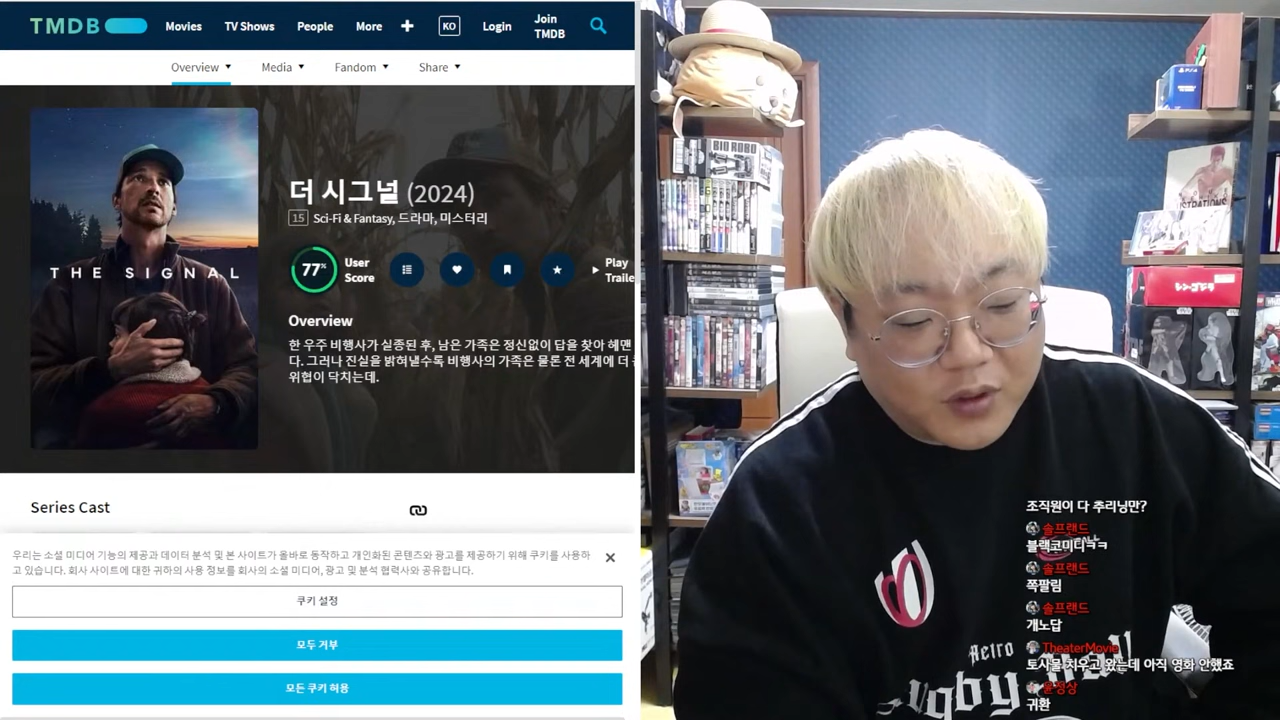 TMDB
Movies
TV Shows
People
More
KO
Login
Join
TMDB
Overview
Media
Fandom
Share
THE SIGNAL
더 시그널 (2024)
15
Sci-Fi & Fantasy, 드라마, 미스터리
77%
User
Score
Play
Traile
Overview
한 우주 비행사가 실종된 후, 남은 가족은 정신없이 답을 찾아 헤맨
다. 그러나 진실을 밝혀낼수록 비행사의 가족은 물론 전 세계에 더
위협이 닥치는데.
Series Cast
우리는 소셜 미디어 기능의 제공과 데이터 분석 및 본 사이트가 올바로 동작하고 개인화된 콘텐츠와 광고를 제공하기 위해 쿠키를 사용하
고 있습니다. 회사 사이트에 대한 귀하의 사용 정보를 회사의 소셜 미디어, 광고 및 분석 협력사와 공유합니다.
쿠키 설정
모두 거부
모든 쿠키 허용
BIG ROBO
STRATIONS
シン・ゴジラ
조직원이 다 추리닝만?
솔프랜드
블랙코미디ㅋㅋ
솔프랜드
쪽팔림
솔프랜드
개노답
TheaterMovie
토사물 치우고 왔는데 아직 영화 안했죠
윤정상
귀환
Retro